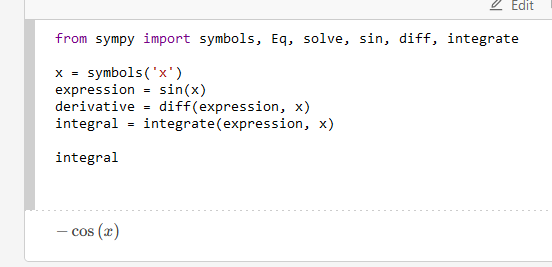 Edit
from sympy import symbols, Eq, solve, sin, diff, integrate
x = symbols('x')
expression = sin(x)
derivative = diff(expression, x)
integral = integrate(expression, x)
integral
− cos (x)